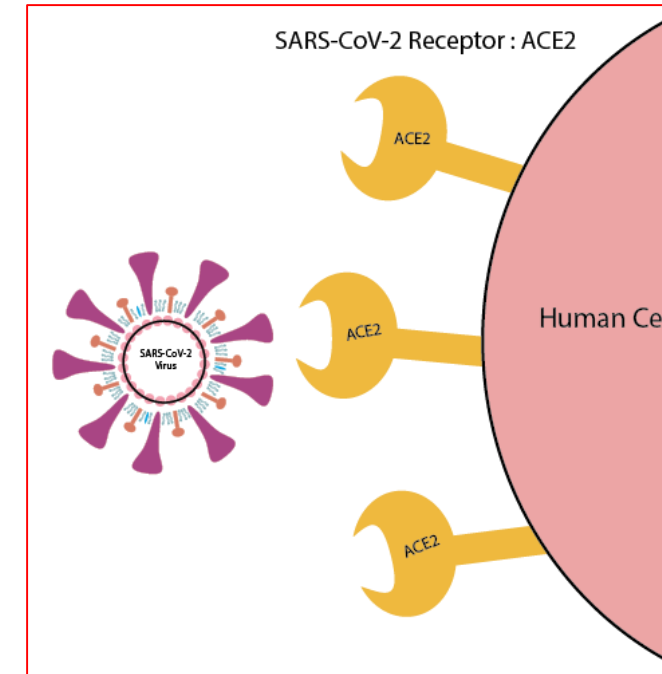 SARS-CoV-2 Receptor : ACE2
ACE2
ACE2
Human Ce
SARS-CoV-2
Virus
ACE2